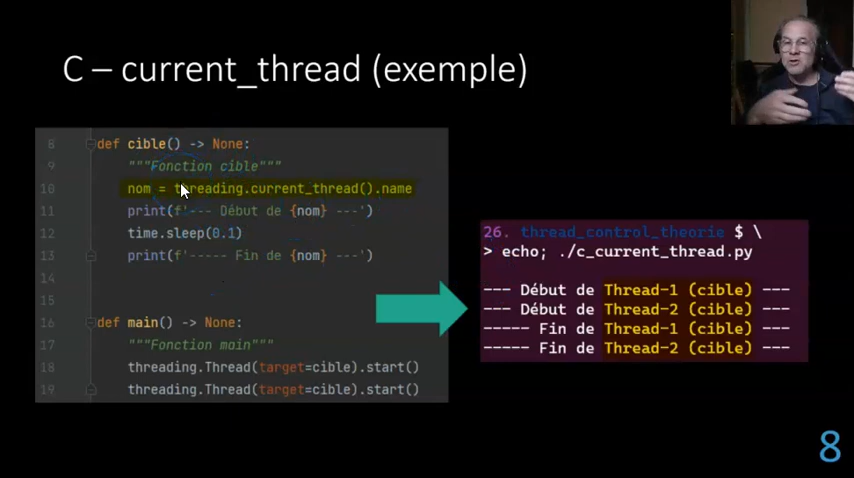 C – current_thread (exemple)
8 def cible() -> None:
9 """Fonction cible"""
10 nom = threading.current_thread().name
11 print(f'--- Début de {nom} ---')
12 time.sleep(0.1)
13 print(f'----- Fin de {nom} ---')
14
15
16 def main() -> None:
17 """Fonction main"""
18 threading.Thread(target=cible).start()
19 threading.Thread(target=cible).start()
26. thread_control_theorie $ \
> echo; ./c_current_thread.py
--- Début de Thread-1 (cible) ---
--- Début de Thread-2 (cible) ---
----- Fin de Thread-1 (cible) ---
----- Fin de Thread-2 (cible) ---
8